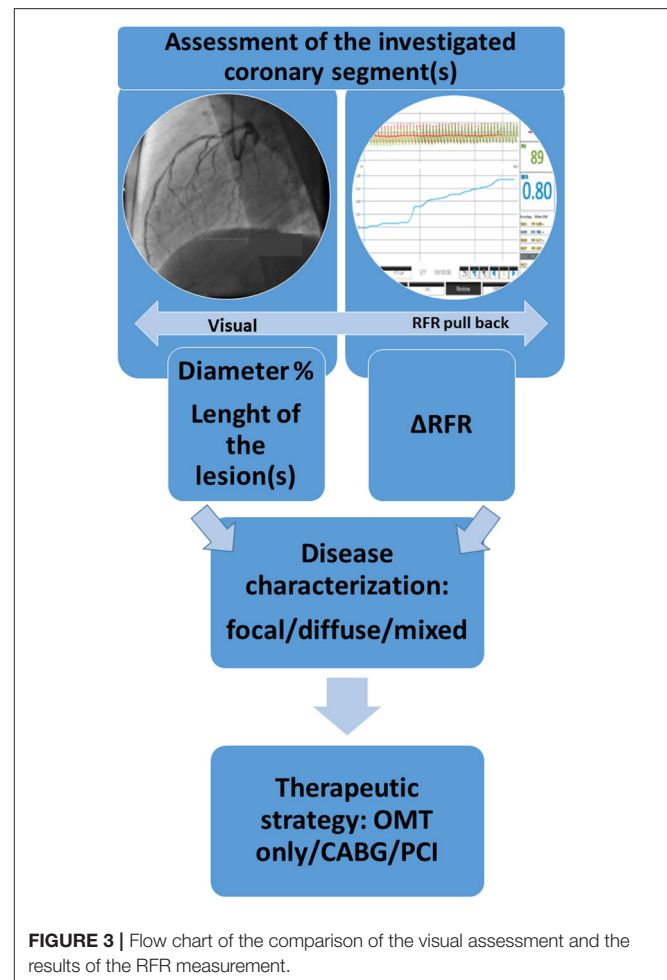 Assessment of the investigated
coronary segment(s)
89
0.80
Review
Visual
RFR pull back
Diameter %
Lenght of
the
lesion(s)
ΔRFR
Disease
characterization:
focal/diffuse/mixed
Therapeutic
strategy: OMT
only/CABG/PCI
FIGURE 3 | Flow chart of the comparison of the visual assessment and the
results of the RFR measurement.